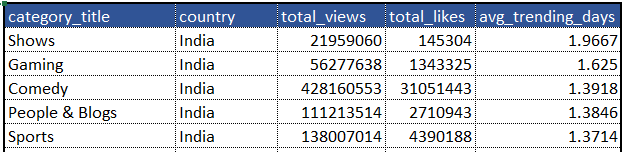 category_title country total_views total_likes avg_trending_days
Shows India 21959060 145304 1.9667
Gaming India 56277638 1343325 1.625
Comedy India 428160553 31051443 1.3918
People & Blogs India 111213514 2710943 1.3846
Sports India 138007014 4390188 1.3714